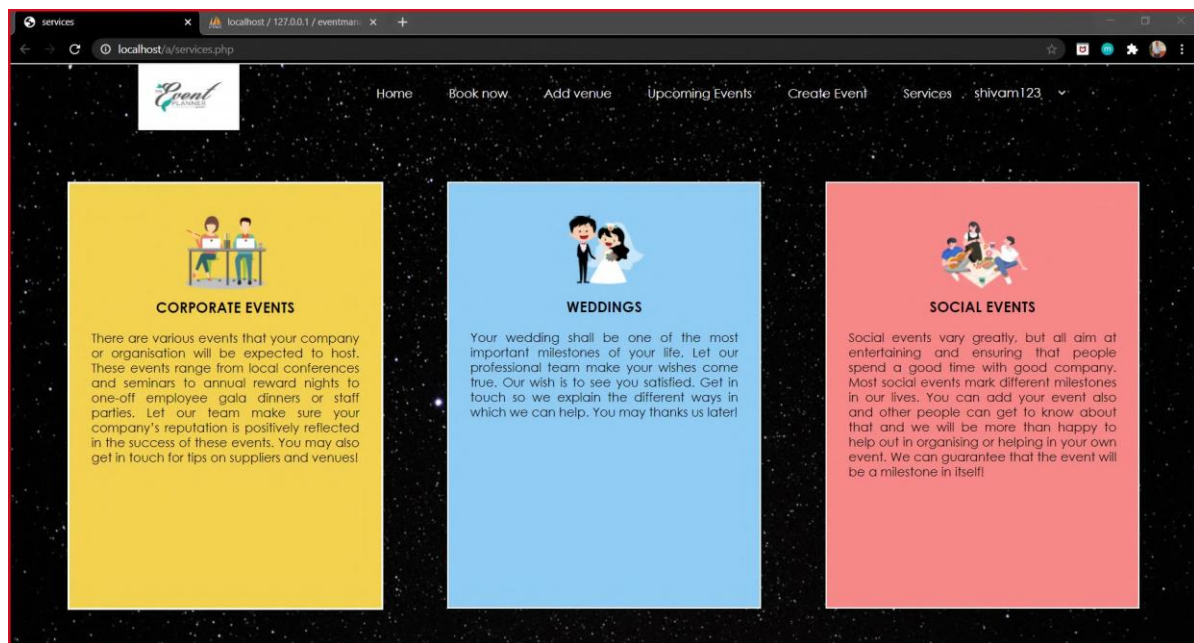 services
localhost / 127.0.0.1 / eventman
localhost/a/services.php
Event
PLANNER
Home
Book now
Add venue
Upcoming Events
Create Event
Services
shivam123
CORPORATE EVENTS
There are various events that your company
or organisation will be expected to host.
These events range from local conferences
and seminars to annual reward nights to
one-off employee gala dinners or staff
parties. Let our team make sure your
company's reputation is positively reflected
in the success of these events. You may also
get in touch for tips on suppliers and venues!
WEDDINGS
Your wedding shall be one of the most
important milestones of your life. Let our
professional team make your wishes come
true. Our wish is to see you satisfied. Get in
touch so we explain the different ways in
which we can help. You may thanks us later!
SOCIAL EVENTS
Social events vary greatly, but all aim at
entertaining and ensuring that people
spend a good time with good company.
Most social events mark different milestones
in our lives. You can add your event also
and other people can get to know about
that and we will be more than happy to
help out in organising or helping in your own
event. We can guarantee that the event will
be a milestone in itself!